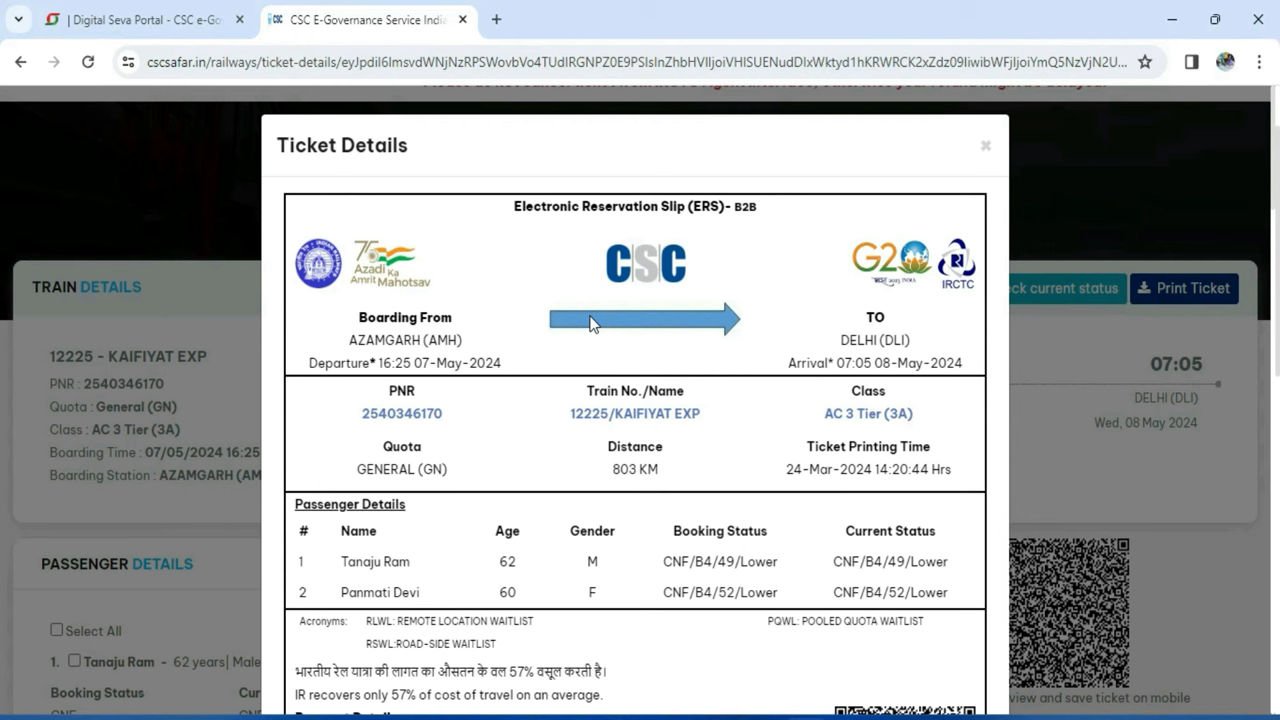 | Digital Seva Portal - CSC e-Go
CSC E-Governance Service Indi
cscsafar.in/railways/ticket-details/
Ticket Details
Electronic Reservation Slip (ERS)- B2B
75 Azadi Ka Amrit Mahotsav
CSC
G20
IRCTC
TRAIN DETAILS
ck current status
Print Ticket
Boarding From
TO
AZAMGARH (AMH)
DELHI (DLI)
Departure* 16:25 07-May-2024
Arrival* 07:05 08-May-2024
12225 - KAIFIYAT EXP
07:05
PNR : 2540346170
Quota : General (GN)
Class : AC 3 Tier (3A)
Boarding Time : 07/05/2024 16:25
Boarding Station : AZAMGARH (AM
DELHI (DLI)
Wed, 08 May 2024
PNR
Train No./Name
Class
2540346170
12225/KAIFIYAT EXP
AC 3 Tier (3A)
Quota
Distance
Ticket Printing Time
GENERAL (GN)
803 KM
24-Mar-2024 14:20:44 Hrs
Passenger Details
# Name Age Gender Booking Status Current Status
1 Tanaju Ram 62 M CNF/B4/49/Lower CNF/B4/49/Lower
2 Panmati Devi 60 F CNF/B4/52/Lower CNF/B4/52/Lower
Acronyms: RLWL: REMOTE LOCATION WAITLIST PQWL: POOLED QUOTA WAITLIST
RSWL:ROAD-SIDE WAITLIST
भारतीय रेल यात्रा की लागत का औसतन के वल 57% वसूल करती है।
IR recovers only 57% of cost of travel on an average.
PASSENGER DETAILS
Select All
1. Tanaju Ram - 62 years| Male
Booking Status
Cur
view and save ticket on mobile